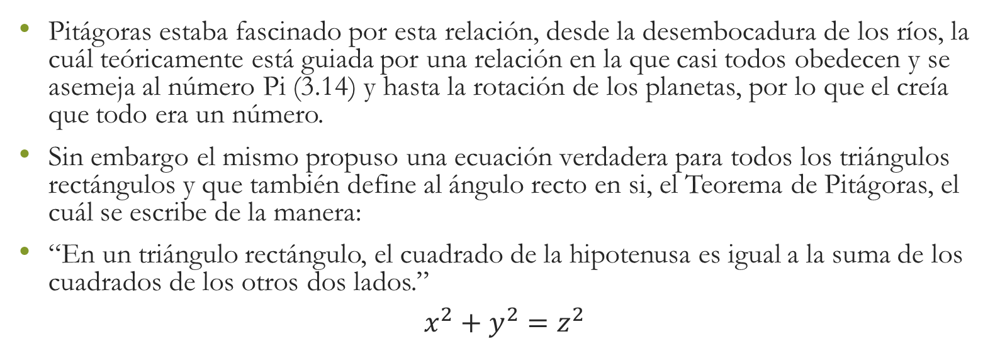 • Pitágoras estaba fascinado por esta relación, desde la desembocadura de los ríos, la
cuál teóricamente está guiada por una relación en la que casi todos obedecen y se
asemeja al número Pi (3.14) y hasta la rotación de los planetas, por lo que el creía
que todo era un número.
• Sin embargo el mismo propuso una ecuación verdadera para todos los triángulos
rectángulos y que también define al ángulo recto en si, el Teorema de Pitágoras, el
cuál se escribe de la manera:
• “En un triángulo rectángulo, el cuadrado de la hipotenusa es igual a la suma de los
cuadrados de los otros dos lados.”
x² + y² = z²